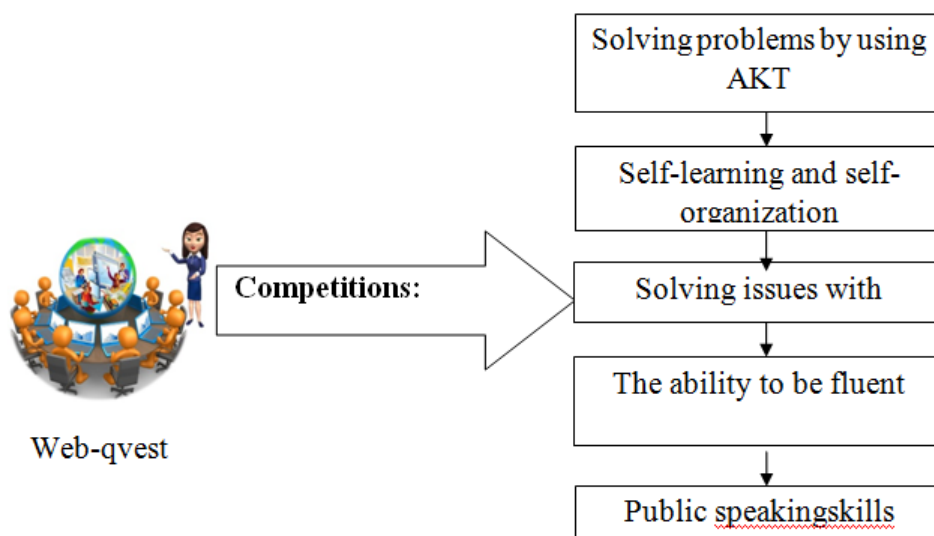 Solving problems by using
AKT
Self-learning and self-
organization
Competitions:
Solving issues with
The ability to be fluent
Web-qvest
Public speakingskills